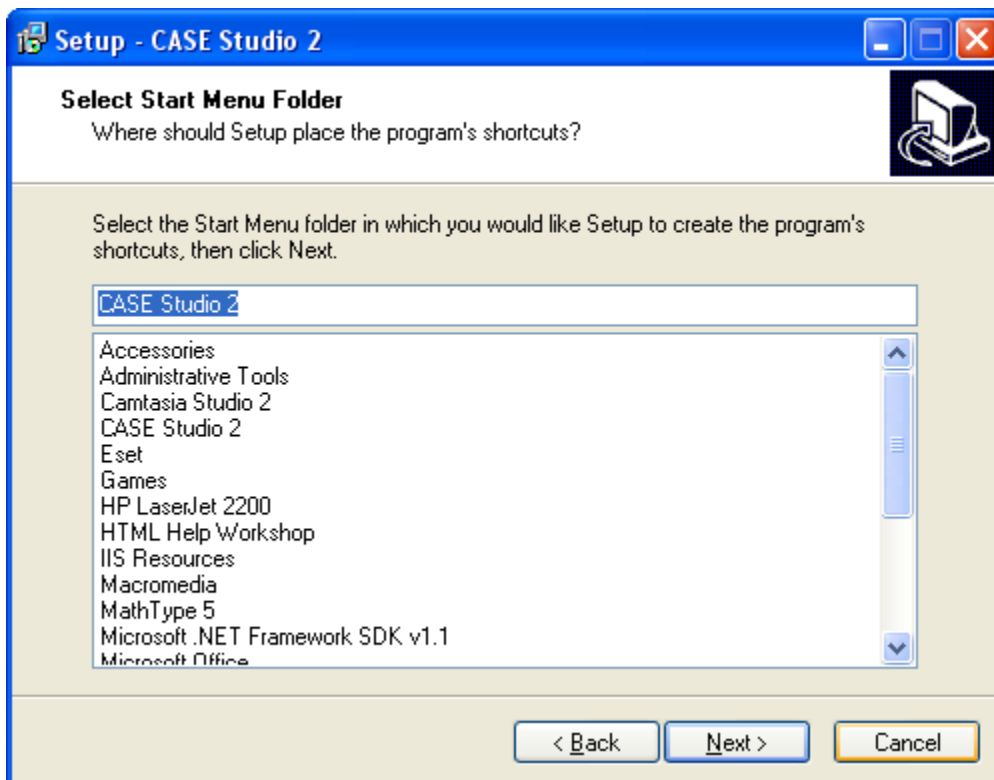 Setup - CASE Studio 2
Select Start Menu Folder
Where should Setup place the program's shortcuts?
Select the Start Menu folder in which you would like Setup to create the program's
shortcuts, then click Next.
CASE Studio 2
Accessories
Administrative Tools
Camtasia Studio 2
CASE Studio 2
Eset
Games
HP LaserJet 2200
HTML Help Workshop
IIS Resources
Macromedia
MathType 5
Microsoft .NET Framework SDK v1.1
Microsoft Office
< Back Next > Cancel